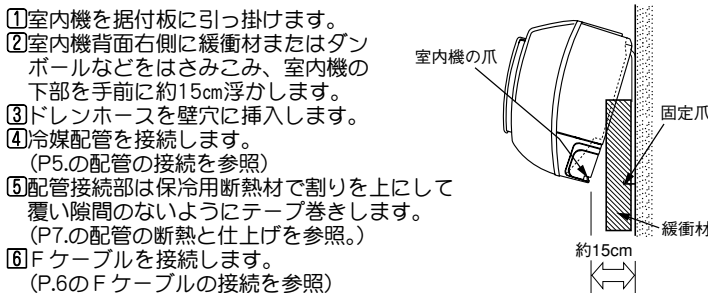 1室内機を据付板に引っ掛けます。
2室内機背面右側に緩衝材またはダン
ボールなどをはさみこみ、室内機の
下部を手前に約15㎝浮かします。
3ドレンホースを壁穴に挿入します。
4冷媒配管を接続します。
(P5.の配管の接続を参照)
5配管接続部は保冷用断熱材で割りを上にして
覆い隙間のないようにテープ巻きします。
(P7.の配管の断熱と仕上げを参照。)
6Ｆケーブルを接続します。
(P.6のＦケーブルの接続を参照)
室内機の爪
固定爪
緩衝材
約15cm